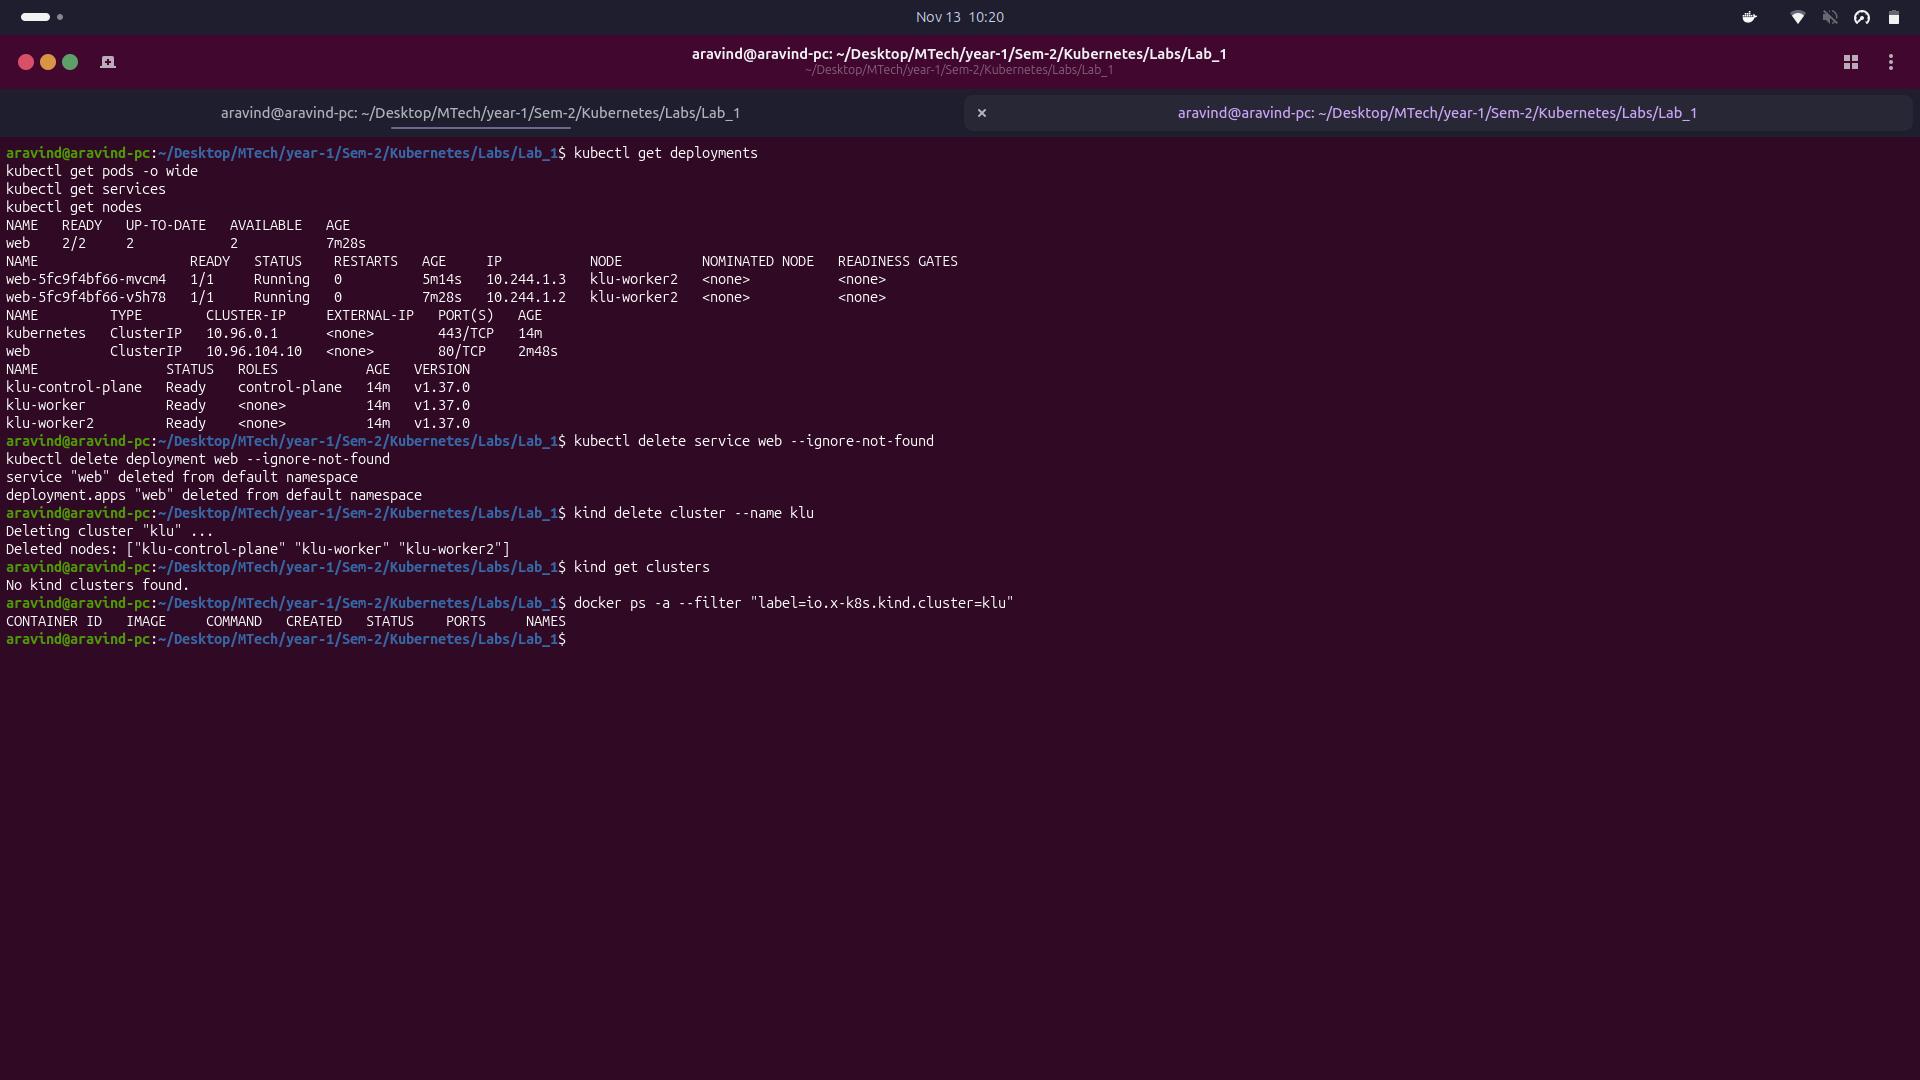 Nov 13 10:20
aravind@aravind-pc: ~/Desktop/MTech/year-1/Sem-2/Kubernetes/Labs/Lab_1
~/Desktop/MTech/year-1/Sem-2/Kubernetes/Labs/Lab_1
aravind@aravind-pc: ~/Desktop/MTech/year-1/Sem-2/Kubernetes/Labs/Lab_1
aravind@aravind-pc: ~/Desktop/MTech/year-1/Sem-2/Kubernetes/Labs/Lab_1
aravind@aravind-pc:~/Desktop/MTech/year-1/Sem-2/Kubernetes/Labs/Lab_1$ kubectl get deployments
kubectl get pods -o wide
kubectl get services
kubectl get nodes
NAME   READY   UP-TO-DATE   AVAILABLE   AGE
web    2/2     2            2           7m28s
NAME                   READY   STATUS    RESTARTS   AGE     IP           NODE          NOMINATED NODE   READINESS GATES
web-5fc9f4bf66-mvcm4   1/1     Running   0          5m14s   10.244.1.3   klu-worker2   <none>           <none>
web-5fc9f4bf66-v5h78   1/1     Running   0          7m28s   10.244.1.2   klu-worker2   <none>           <none>
NAME         TYPE        CLUSTER-IP     EXTERNAL-IP   PORT(S)   AGE
kubernetes   ClusterIP   10.96.0.1      <none>        443/TCP   14m
web          ClusterIP   10.96.104.10   <none>        80/TCP    2m48s
NAME                STATUS   ROLES           AGE   VERSION
klu-control-plane   Ready    control-plane   14m   v1.37.0
klu-worker          Ready    <none>          14m   v1.37.0
klu-worker2         Ready    <none>          14m   v1.37.0
aravind@aravind-pc:~/Desktop/MTech/year-1/Sem-2/Kubernetes/Labs/Lab_1$ kubectl delete service web --ignore-not-found
kubectl delete deployment web --ignore-not-found
service "web" deleted from default namespace
deployment.apps "web" deleted from default namespace
aravind@aravind-pc:~/Desktop/MTech/year-1/Sem-2/Kubernetes/Labs/Lab_1$ kind delete cluster --name klu
Deleting cluster "klu" ...
Deleted nodes: ["klu-control-plane" "klu-worker" "klu-worker2"]
aravind@aravind-pc:~/Desktop/MTech/year-1/Sem-2/Kubernetes/Labs/Lab_1$ kind get clusters
No kind clusters found.
aravind@aravind-pc:~/Desktop/MTech/year-1/Sem-2/Kubernetes/Labs/Lab_1$ docker ps -a --filter "label=io.x-k8s.kind.cluster=klu"
CONTAINER ID   IMAGE     COMMAND   CREATED   STATUS    PORTS     NAMES
aravind@aravind-pc:~/Desktop/MTech/year-1/Sem-2/Kubernetes/Labs/Lab_1$